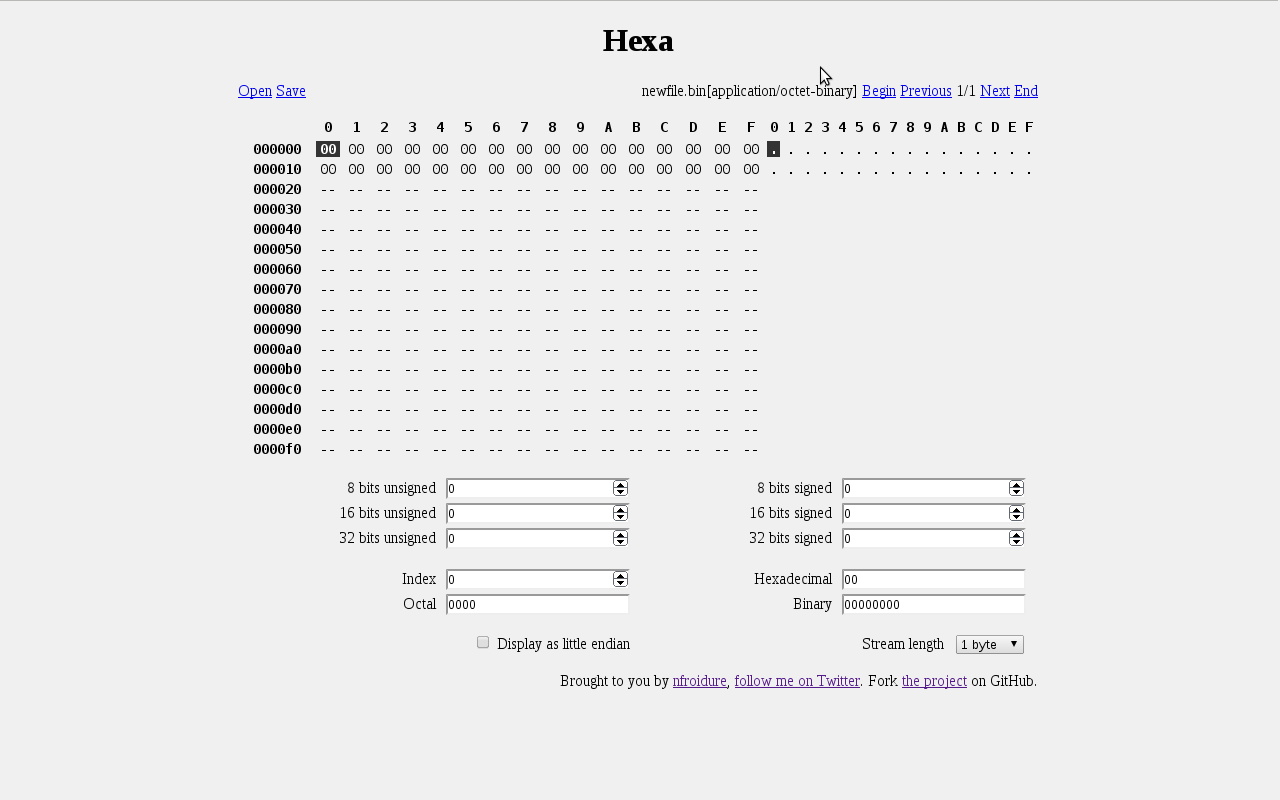 Hexa
Open Save newfile.bin[application/octet-binary] Begin Previous 1/1 Next End
0 1 2 3 4 5 6 7 8 9 A B C D E F 0 1 2 3 4 5 6 7 8 9 A B C D E F
000000 00 00 00 00 00 00 00 00 00 00 00 00 00 00 00 00 . . . . . . . . . . . . . . . .
000010 00 00 00 00 00 00 00 00 00 00 00 00 00 00 00 00 . . . . . . . . . . . . . . . .
000020 -- -- -- -- -- -- -- -- -- -- -- -- -- -- -- --
000030 -- -- -- -- -- -- -- -- -- -- -- -- -- -- -- --
000040 -- -- -- -- -- -- -- -- -- -- -- -- -- -- -- --
000050 -- -- -- -- -- -- -- -- -- -- -- -- -- -- -- --
000060 -- -- -- -- -- -- -- -- -- -- -- -- -- -- -- --
000070 -- -- -- -- -- -- -- -- -- -- -- -- -- -- -- --
000080 -- -- -- -- -- -- -- -- -- -- -- -- -- -- -- --
000090 -- -- -- -- -- -- -- -- -- -- -- -- -- -- -- --
0000a0 -- -- -- -- -- -- -- -- -- -- -- -- -- -- -- --
0000b0 -- -- -- -- -- -- -- -- -- -- -- -- -- -- -- --
0000c0 -- -- -- -- -- -- -- -- -- -- -- -- -- -- -- --
0000d0 -- -- -- -- -- -- -- -- -- -- -- -- -- -- -- --
0000e0 -- -- -- -- -- -- -- -- -- -- -- -- -- -- -- --
0000f0 -- -- -- -- -- -- -- -- -- -- -- -- -- -- -- --
8 bits unsigned 0 8 bits signed 0
16 bits unsigned 0 16 bits signed 0
32 bits unsigned 0 32 bits signed 0
Index 0 Hexadecimal 00
Octal 0000 Binary 00000000
Display as little endian Stream length 1 byte
Brought to you by nfroidure, follow me on Twitter. Fork the project on GitHub.